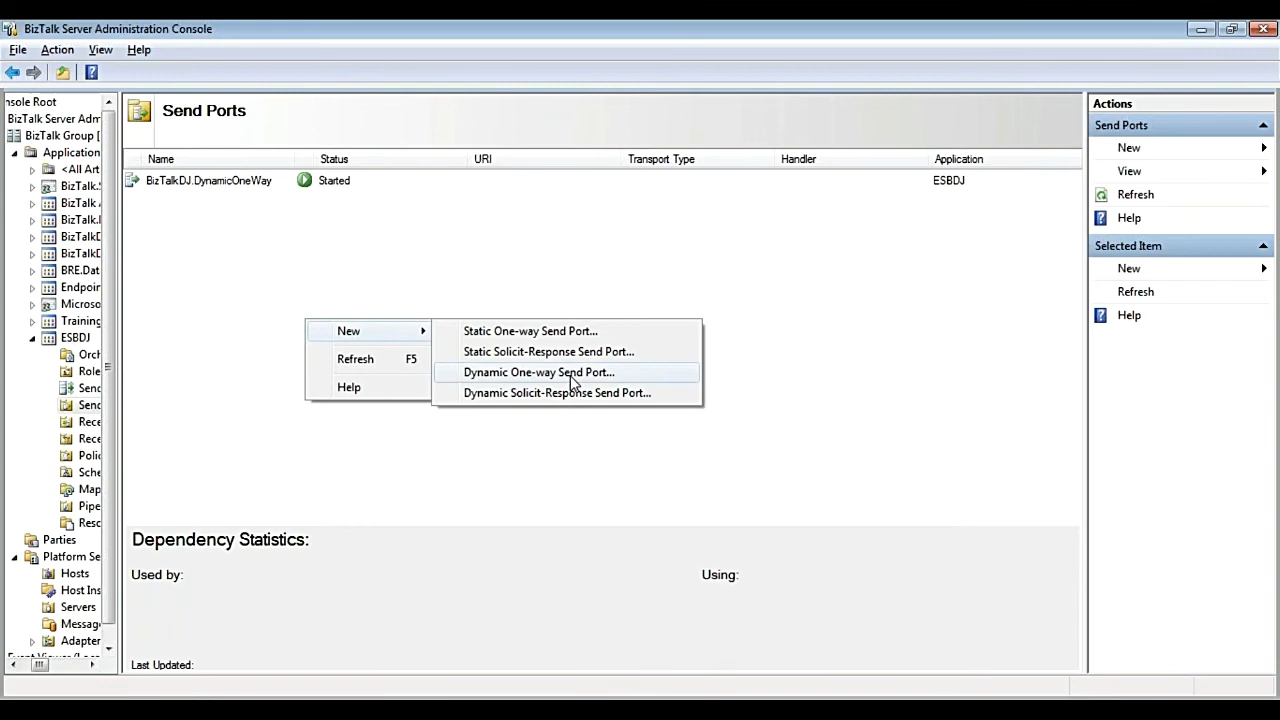 BizTalk Server Administration Console
File Action View Help
nsole Root
BizTalk Server Adm
BizTalk Group [
Application
<All Art
BizTalk.
BizTalk
BizTalk.
BizTalkD
BizTalkD
BRE.Dat
Endpoin
Microso
Training
ESBDJ
Orch
Role
Send
Send
Rece
Rece
Polic
Sche
Map
Pipe
Resc
Parties
Platform Se
Hosts
Host Ins
Servers
Messag
Adapter
Send Ports
Name Status URI Transport Type Handler Application
BizTalkDJ.DynamicOneWay Started ESBDJ
New
Refresh F5
Help
Static One-way Send Port...
Static Solicit-Response Send Port...
Dynamic One-way Send Port...
Dynamic Solicit-Response Send Port...
Dependency Statistics:
Used by: Using:
Last Updated:
Actions
Send Ports
New
View
Refresh
Help
Selected Item
New
Refresh
Help